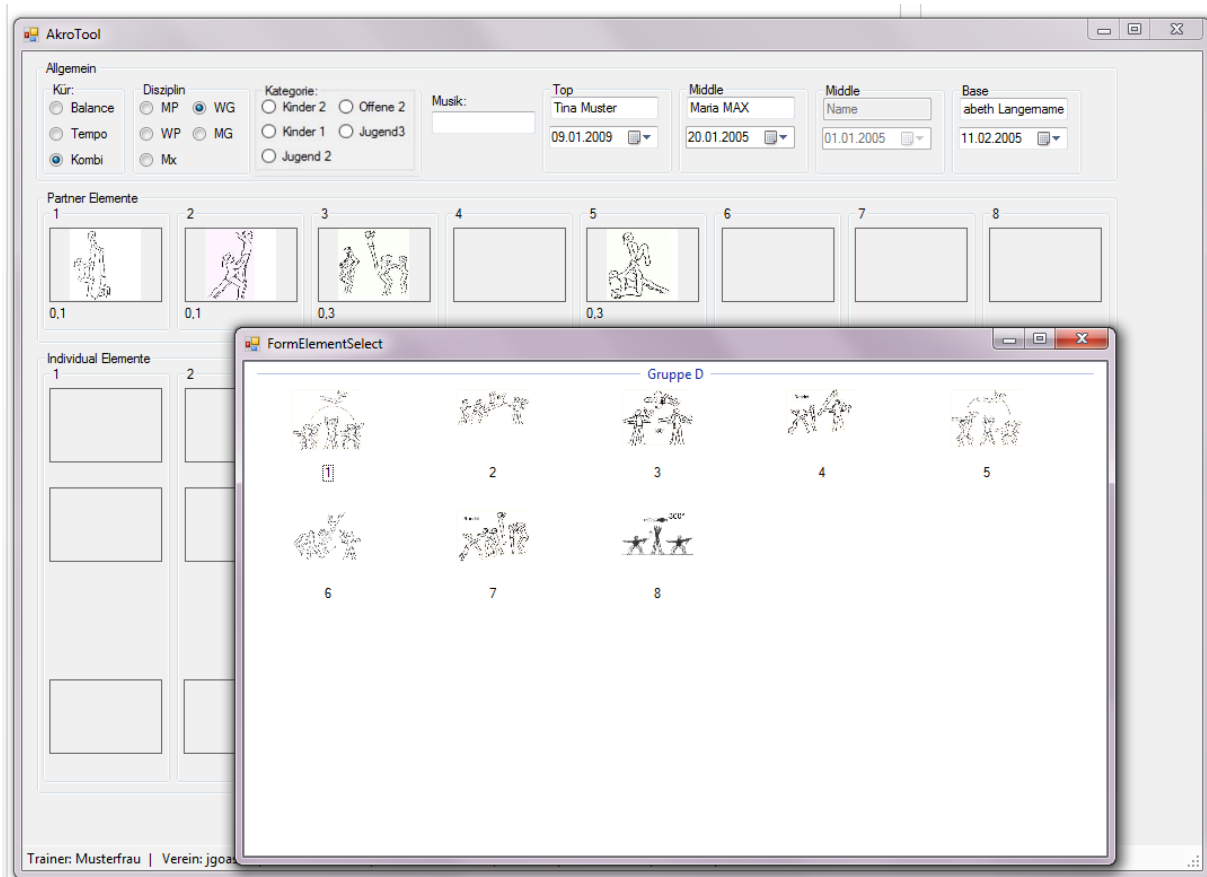 AkroTool
Allgemein
Kür: Disziplin Kategorie: Musik: Top Middle Middle Base
Balance MP WG Kinder 2 Offene 2 Tina Muster Maria MAX Name abeth Langername
Tempo WP MG Kinder 1 Jugend3 09.01.2009 20.01.2005 01.01.2005 11.02.2005
Kombi Mx Jugend 2
Partner Elemente
1 2 3 4 5 6 7 8
0,1 0,1 0,3 0,3
FormElementSelect
Individual Elemente
1 2
Gruppe D
1 2 3 4 5
360°
6 7 8
Trainer: Musterfrau | Verein: jgoas